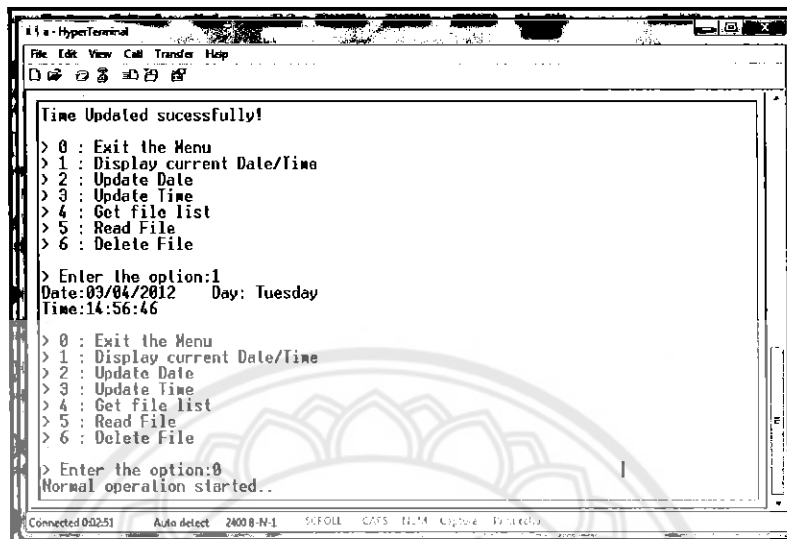 a - HyperTerminal
File Edit View Call Transfer Help
Time Updated sucessfully!
> 0 : Exit the Menu
> 1 : Display current Date/Time
> 2 : Update Date
> 3 : Update Time
> 4 : Get file list
> 5 : Read File
> 6 : Delete File
> Enter the option:1
Date:03/04/2012 Day: Tuesday
Time:14:56:46
> 0 : Exit the Menu
> 1 : Display current Date/Time
> 2 : Update Date
> 3 : Update Time
> 4 : Get file list
> 5 : Read File
> 6 : Delete File
> Enter the option:0
Normal operation started..
Connected 0:02:51 Auto detect 2400 8-N-1 SCROLL CAPS NUM Capture Print echo